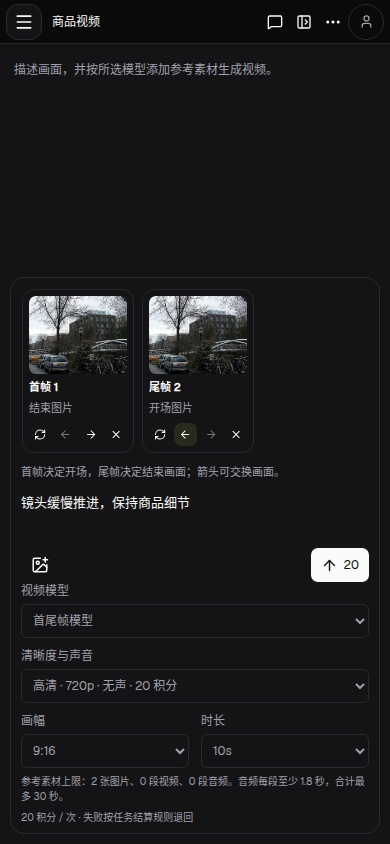 商品视频
描述画面，并按所选模型添加参考素材生成视频。
首帧 1
结束图片
尾帧 2
开场图片
首帧决定开场，尾帧决定结束画面；箭头可交换画面。
镜头缓慢推进，保持商品细节
20
视频模型
首尾帧模型
清晰度与声音
高清 · 720p · 无声 · 20 积分
画幅
时长
9:16
10s
参考素材上限：2 张图片、0 段视频、0 段音频。音频每段至少 1.8 秒，合计最
多 30 秒。
20 积分 / 次 · 失败按任务结算规则退回